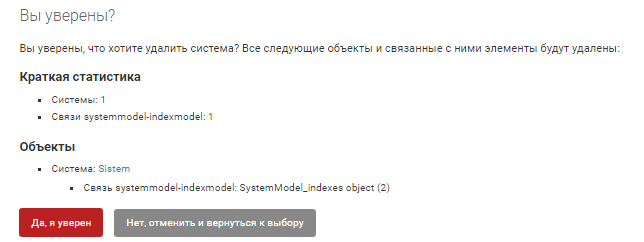 Вы уверены?
Вы уверены, что хотите удалить система? Все следующие объекты и связанные с ними элементы будут удалены:
Краткая статистика
Системы: 1
Связи systemmodel-indexmodel: 1
Объекты
Система: Sistem
Связь systemmodel-indexmodel: SystemModel_indexes object (2)
Да, я уверен
Нет, отменить и вернуться к выбору